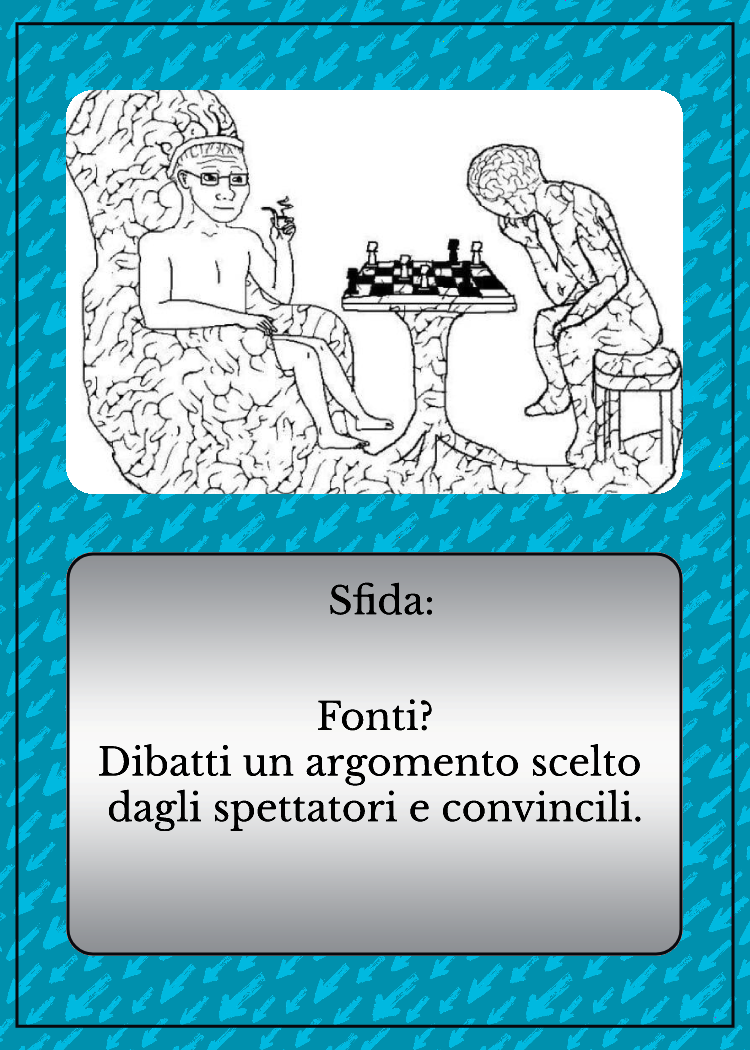 Sfida:
Fonti?
Dibatti un argomento scelto
dagli spettatori e convincili.